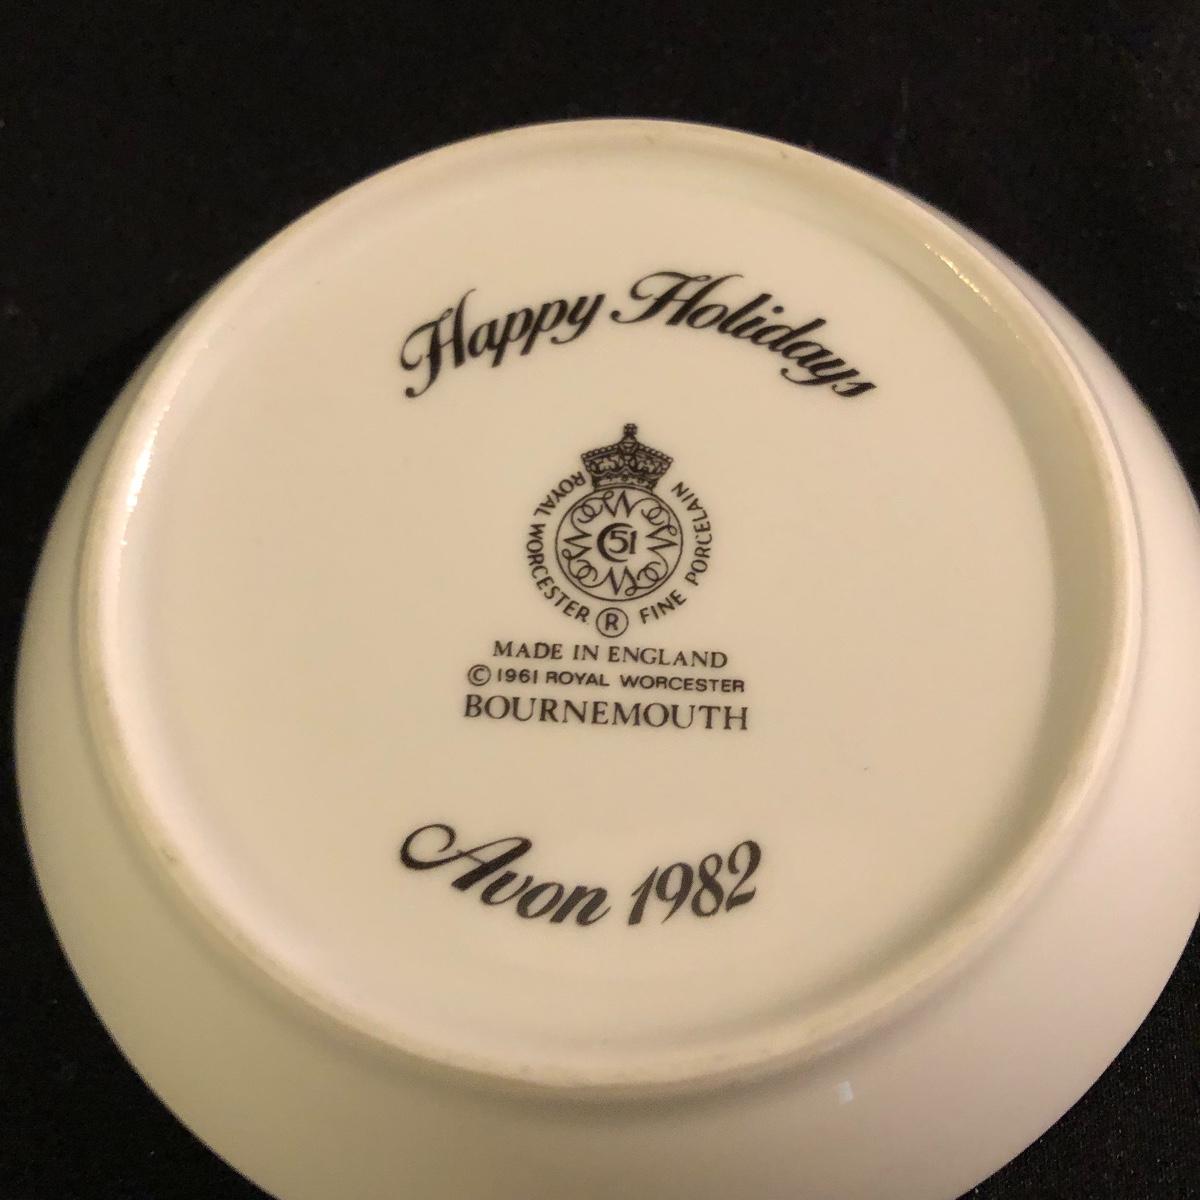 Happy Holidays
ROYAL WORCESTER ® FINE PORCELAIN
51
MADE IN ENGLAND
© 1961 ROYAL WORCESTER
BOURNEMOUTH
Avon 1982